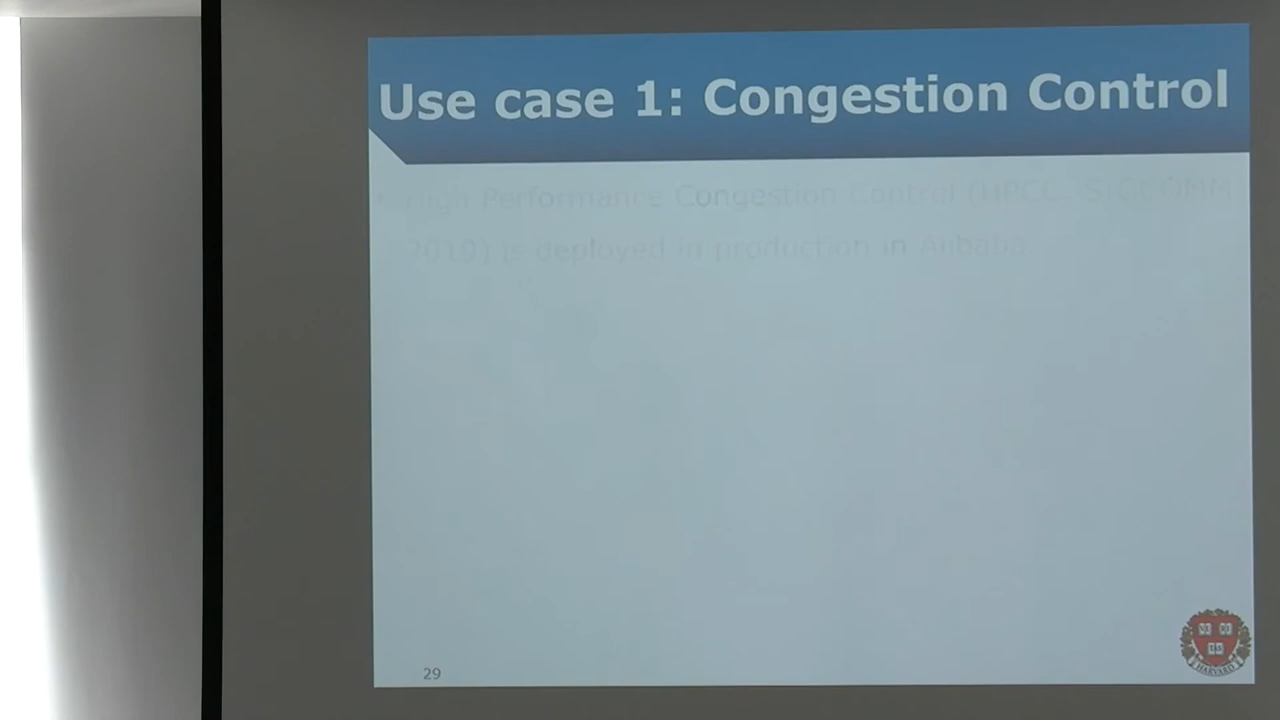 Use case 1: Congestion Control
• High Performance Congestion Control (HPCC, SIGCOMM
2019) is deployed in production in Alibaba
29
HARVARD